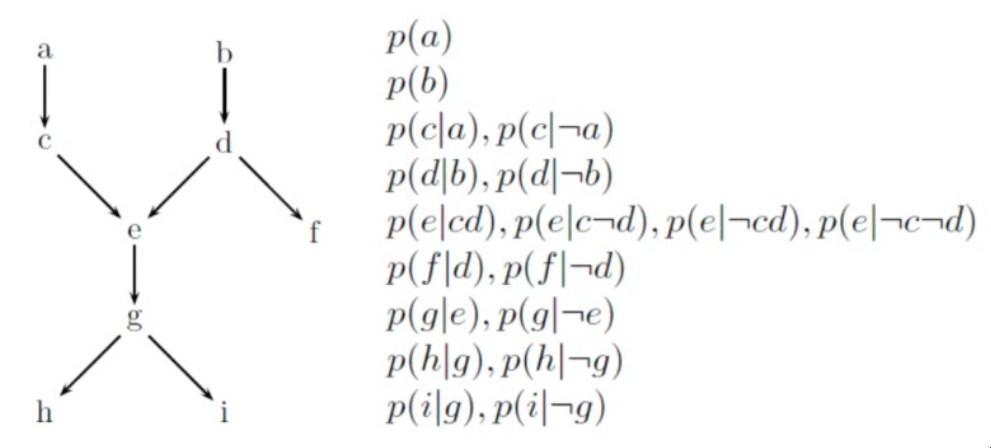 a
b
c
d
e
f
g
h
i
p(a)
p(b)
p(c|a), p(c|¬a)
p(d|b), p(d|¬b)
p(e|cd), p(e|c¬d), p(e|¬cd), p(e|¬c¬d)
p(f|d), p(f|¬d)
p(g|e), p(g|¬e)
p(h|g), p(h|¬g)
p(i|g), p(i|¬g)